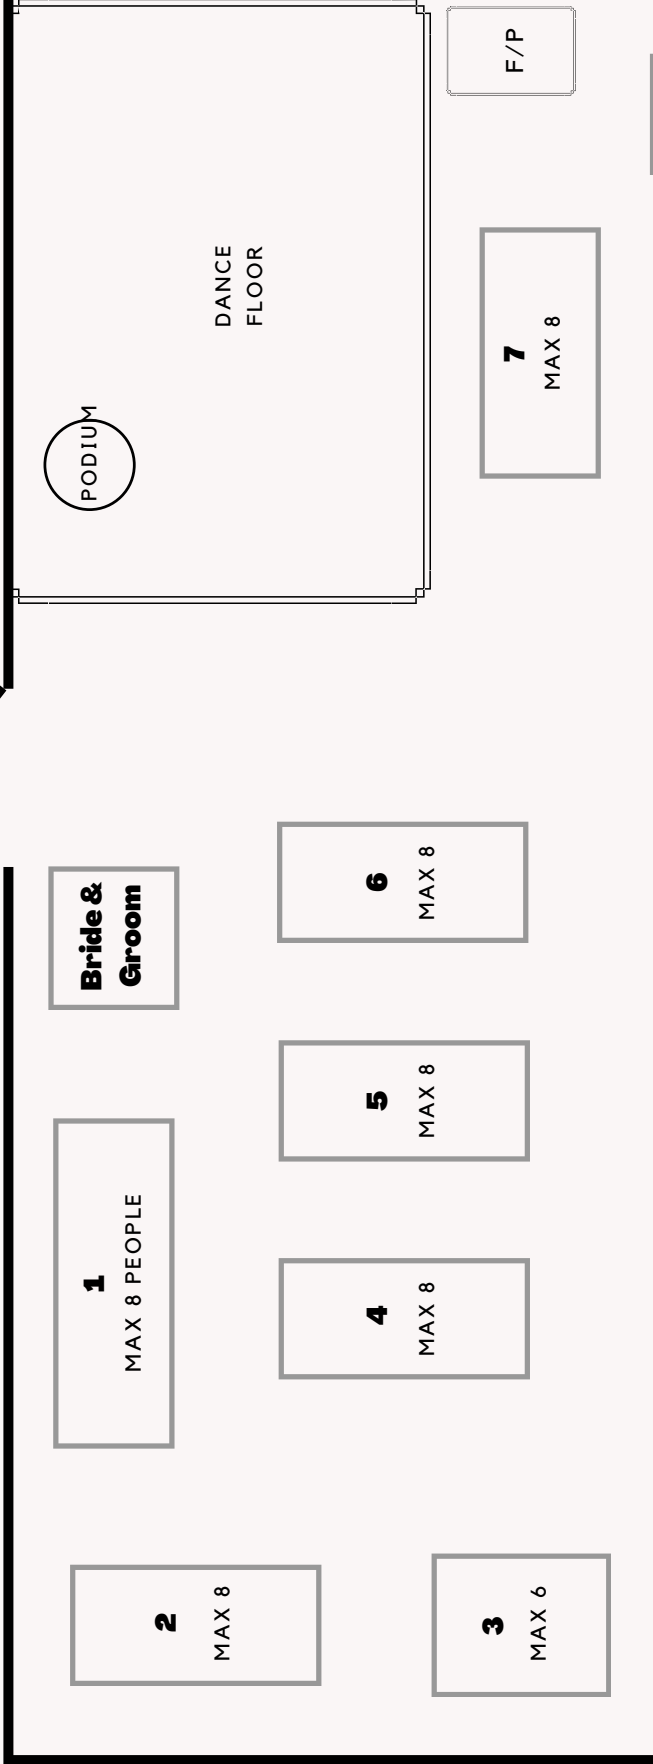 F/P
DANCE
FLOOR
7
MAX 8
PODIUM
6
MAX 8
Bride &
Groom
5
MAX 8
1
MAX 8 PEOPLE
4
MAX 8
2
MAX 8
3
MAX 6